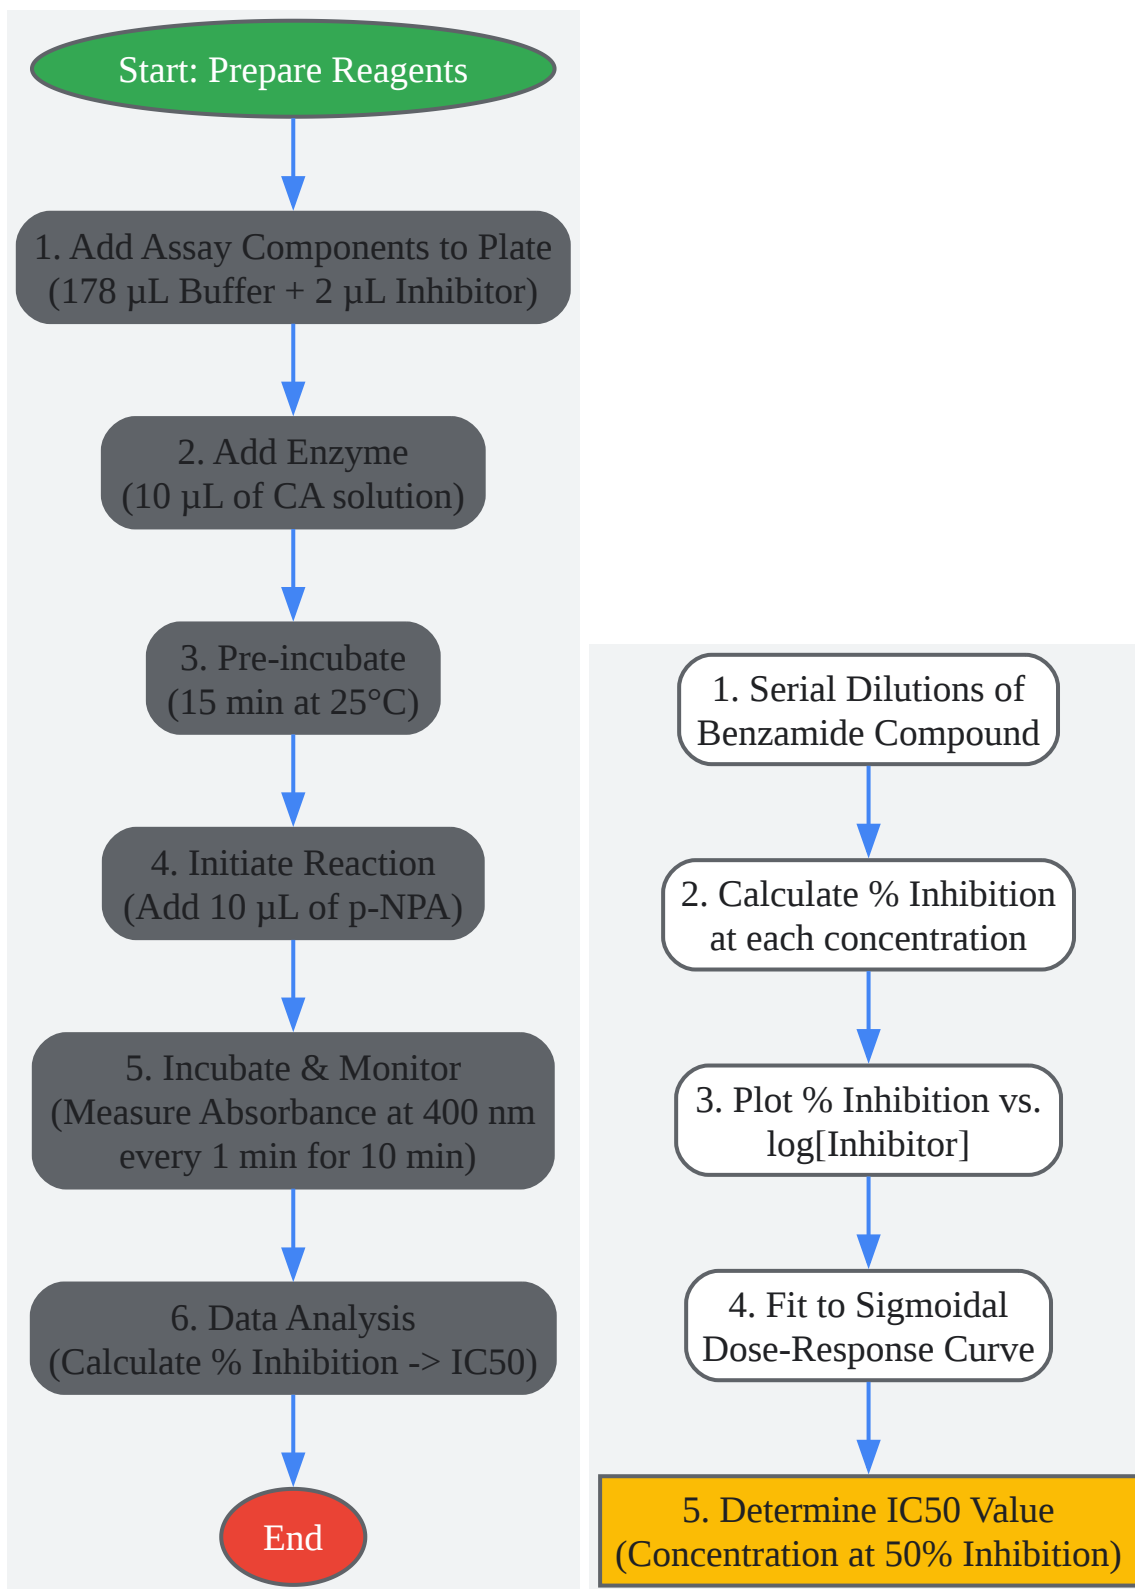 Start: Prepare Reagents
1. Add Assay Components to Plate
(178 µL Buffer + 2 µL Inhibitor)
2. Add Enzyme
(10 µL of CA solution)
3. Pre-incubate
(15 min at 25°C)
4. Initiate Reaction
(Add 10 µL of p-NPA)
5. Incubate & Monitor
(Measure Absorbance at 400 nm
every 1 min for 10 min)
6. Data Analysis
(Calculate % Inhibition -> IC50)
End
1. Serial Dilutions of
Benzamide Compound
2. Calculate % Inhibition
at each concentration
3. Plot % Inhibition vs.
log[Inhibitor]
4. Fit to Sigmoidal
Dose-Response Curve
5. Determine IC50 Value
(Concentration at 50% Inhibition)